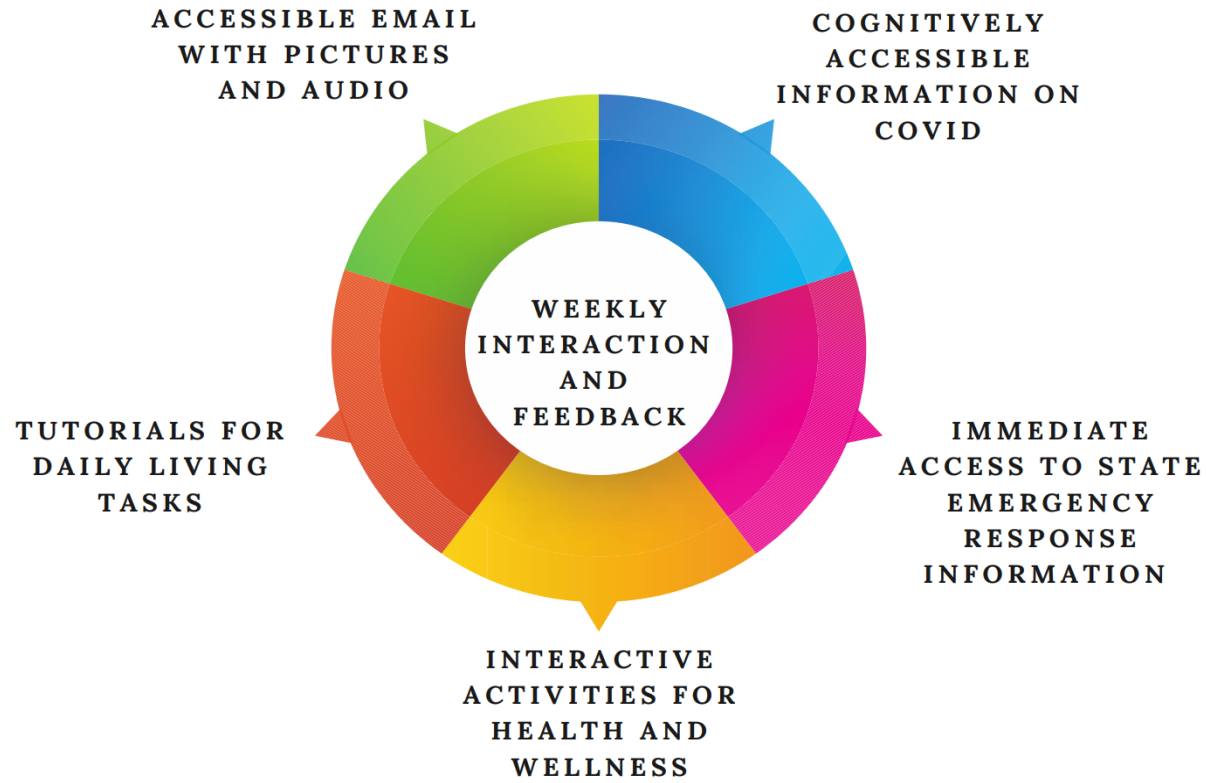 ACCESSIBLE EMAIL
WITH PICTURES
AND AUDIO
COGNITIVELY
ACCESSIBLE
INFORMATION ON
COVID
WEEKLY
INTERACTION
AND
FEEDBACK
TUTORIALS FOR
DAILY LIVING
TASKS
IMMEDIATE
ACCESS TO STATE
EMERGENCY
RESPONSE
INFORMATION
INTERACTIVE
ACTIVITIES FOR
HEALTH AND
WELLNESS